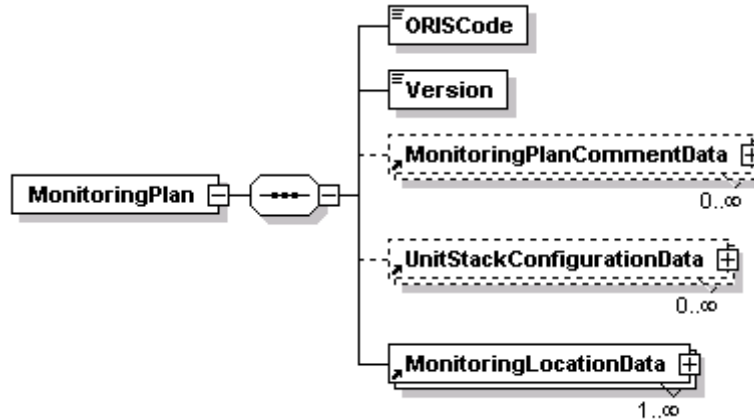 ORISCode
Version
MonitoringPlanCommentData
0..∞
MonitoringPlan
UnitStackConfigurationData
0..∞
MonitoringLocationData
1..∞